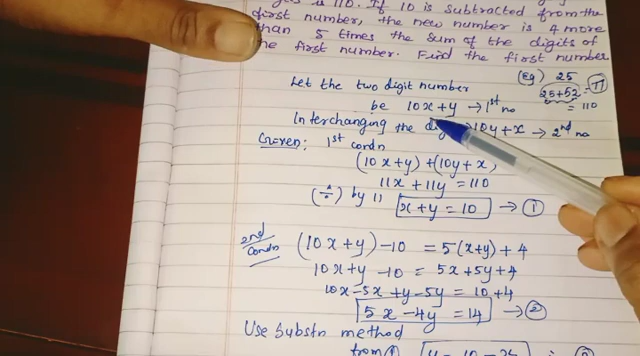 is 110. If 10 is subtracted from the
first number, the new number is 4 more
than 5 times the sum of the digits of
the first number. Find the first number
(Eg) 25
Let the two digit number
25+52 = 77
be 10x+y → 1st no
= 110
Interchanging the → 10y+x → 2nd no
Given: 1st condn
(10x+y) +(10y+x)
11x + 11y = 110
(÷) by 11 x+y = 10 → ①
2nd condn (10x+y) -10 = 5(x+y) + 4
10x+y -10 = 5x+5y+4
10x-5x+y-5y = 10+4
5x-4y = 14 → ②
Use Substn method
from ①